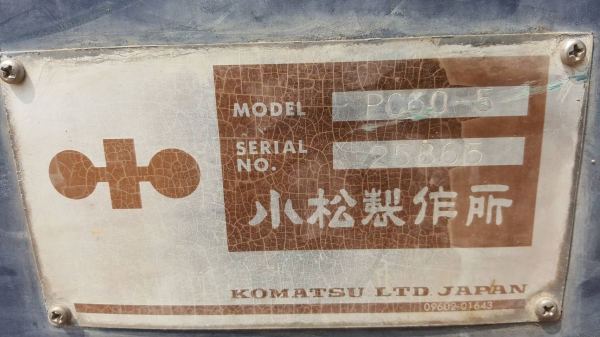 MODEL PC60-5
SERIAL NO. 25865
小松製作所
KOMATSU LTD. JAPAN
09602-01643